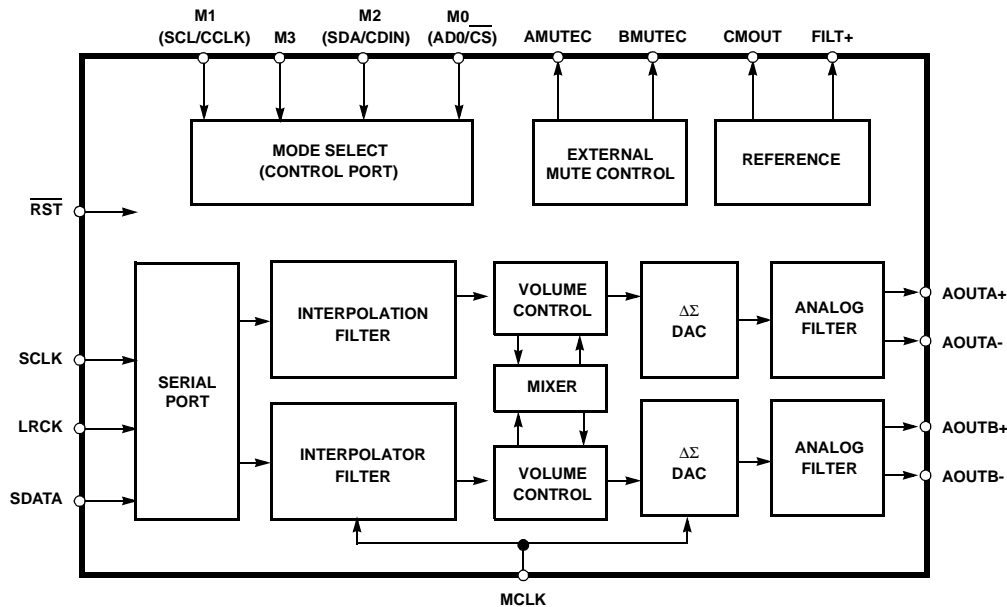 M1
(SCL/CCLK)
M3
M2
(SDA/CDIN)
M0
(AD0/CS)
AMUTEC
BMUTEC
CMOUT
FILT+
MODE SELECT
(CONTROL PORT)
EXTERNAL
MUTE CONTROL
REFERENCE
RST
SCLK
LRCK
SDATA
SERIAL
PORT
INTERPOLATION
FILTER
VOLUME
CONTROL
ΔΣ
DAC
ANALOG
FILTER
AOUTA+
AOUTA-
MIXER
INTERPOLATOR
FILTER
VOLUME
CONTROL
ΔΣ
DAC
ANALOG
FILTER
AOUTB+
AOUTB-
MCLK